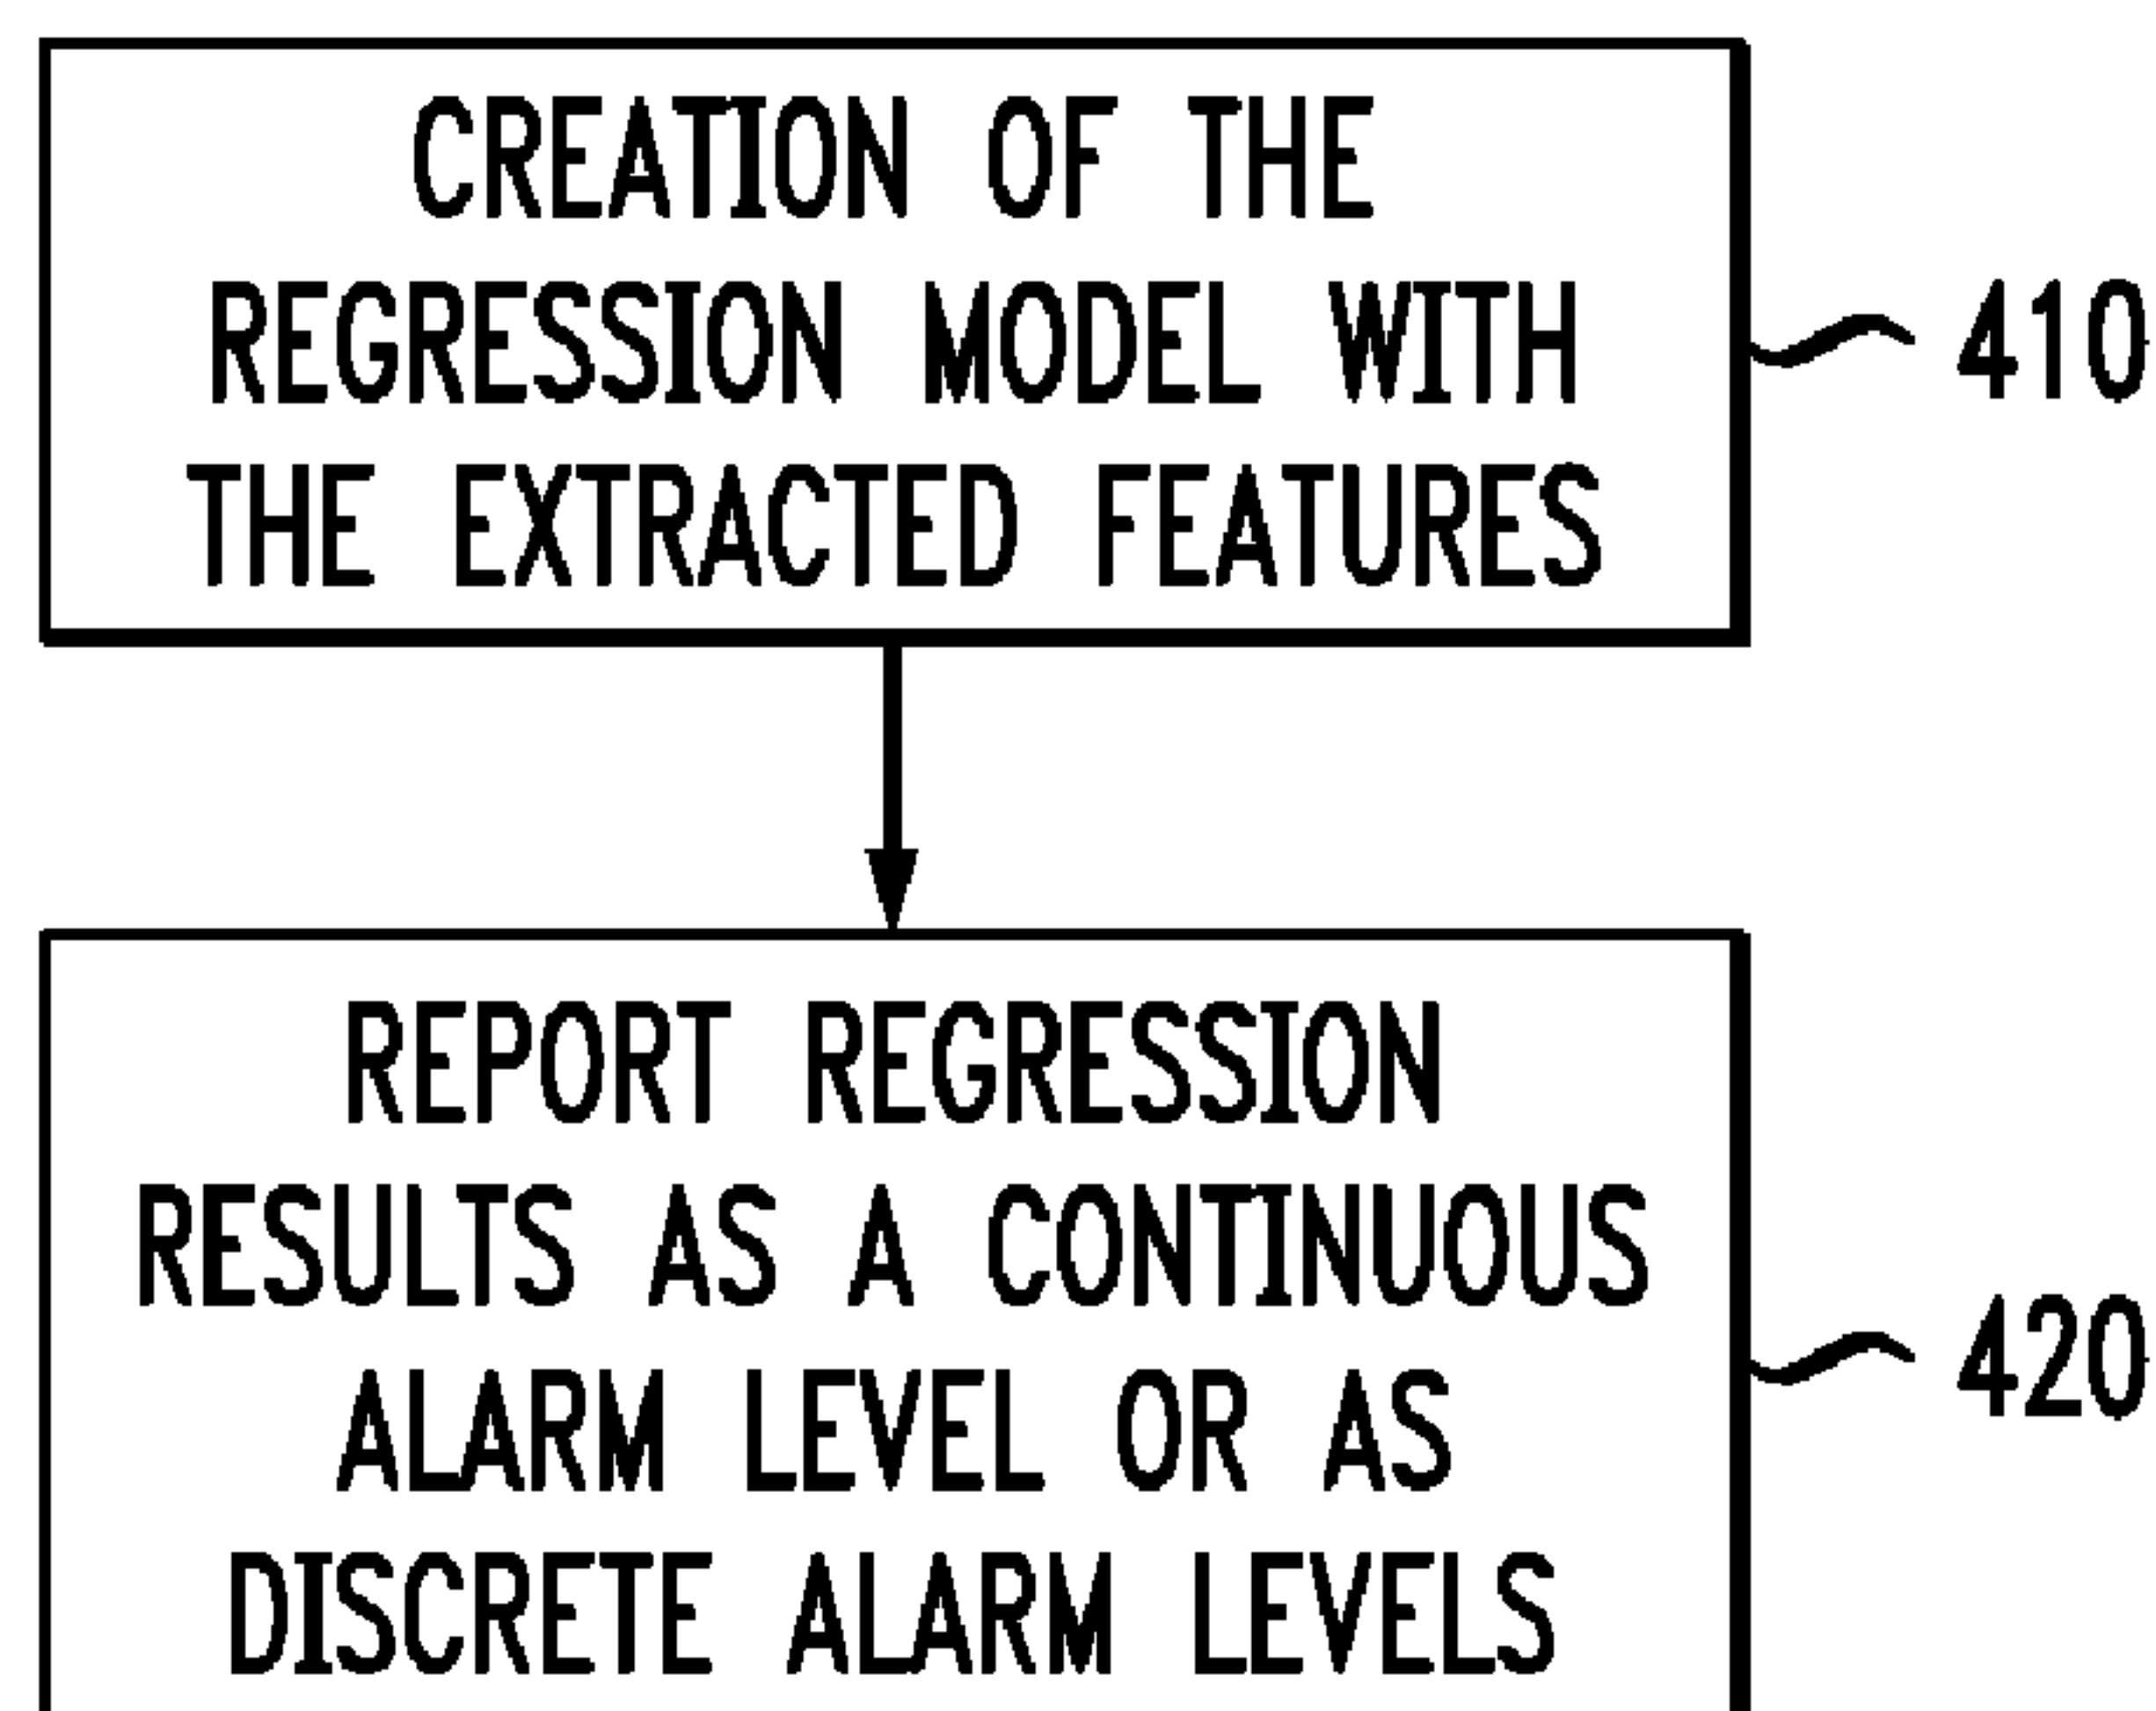 CREATION OF THE
REGRESSION MODEL WITH
THE EXTRACTED FEATURES
410
REPORT REGRESSION
RESULTS AS A CONTINUOUS
ALARM LEVEL OR AS
DISCRETE ALARM LEVELS
420